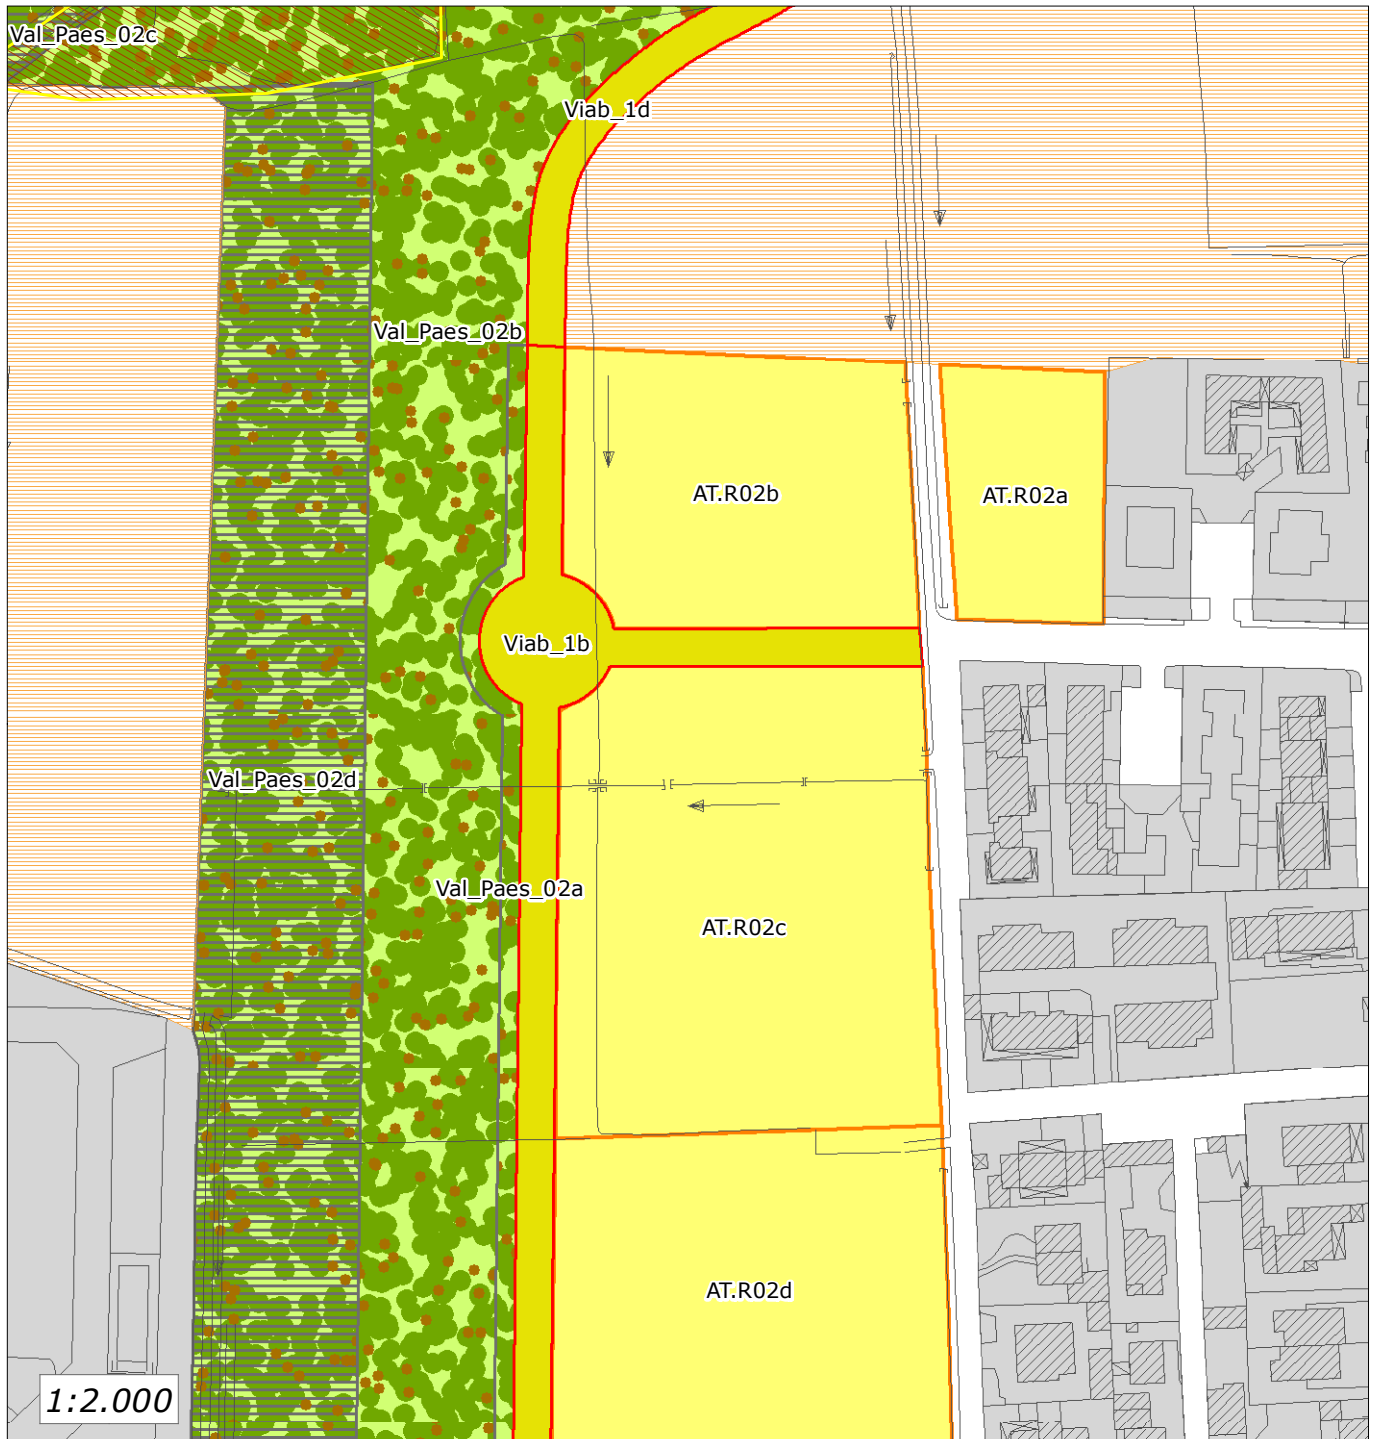 Val_Paes_02c
Viab_1d
Val_Paes_02b
AT.R02b
AT.R02a
Viab_1b
Val_Paes_02d
Val_Paes_02a
AT.R02c
AT.R02d
1:2.000